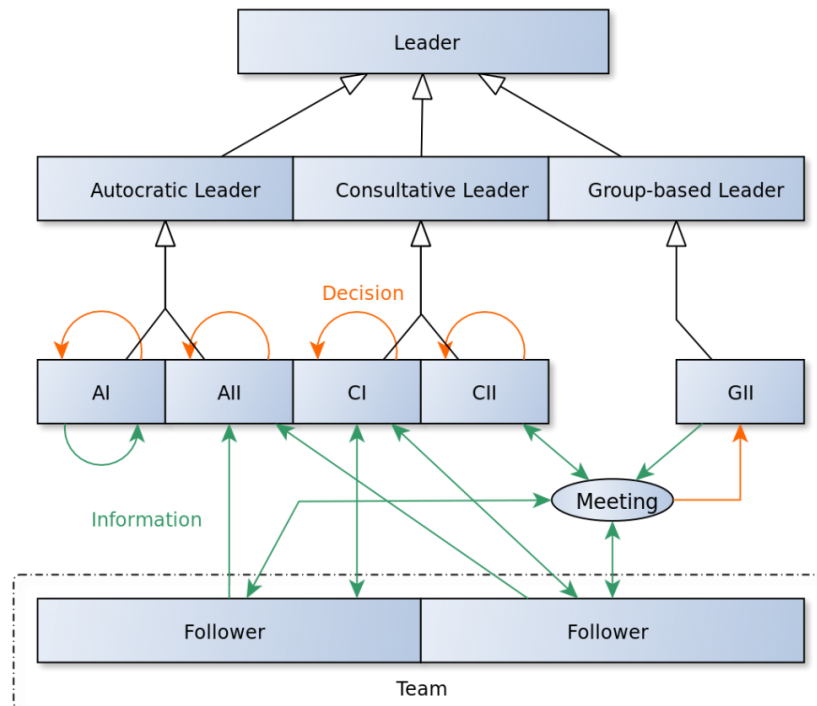 Leader
Autocratic Leader
Consultative Leader
Group-based Leader
Decision
AI
AII
CI
CII
GII
Meeting
Information
Follower
Follower
Team